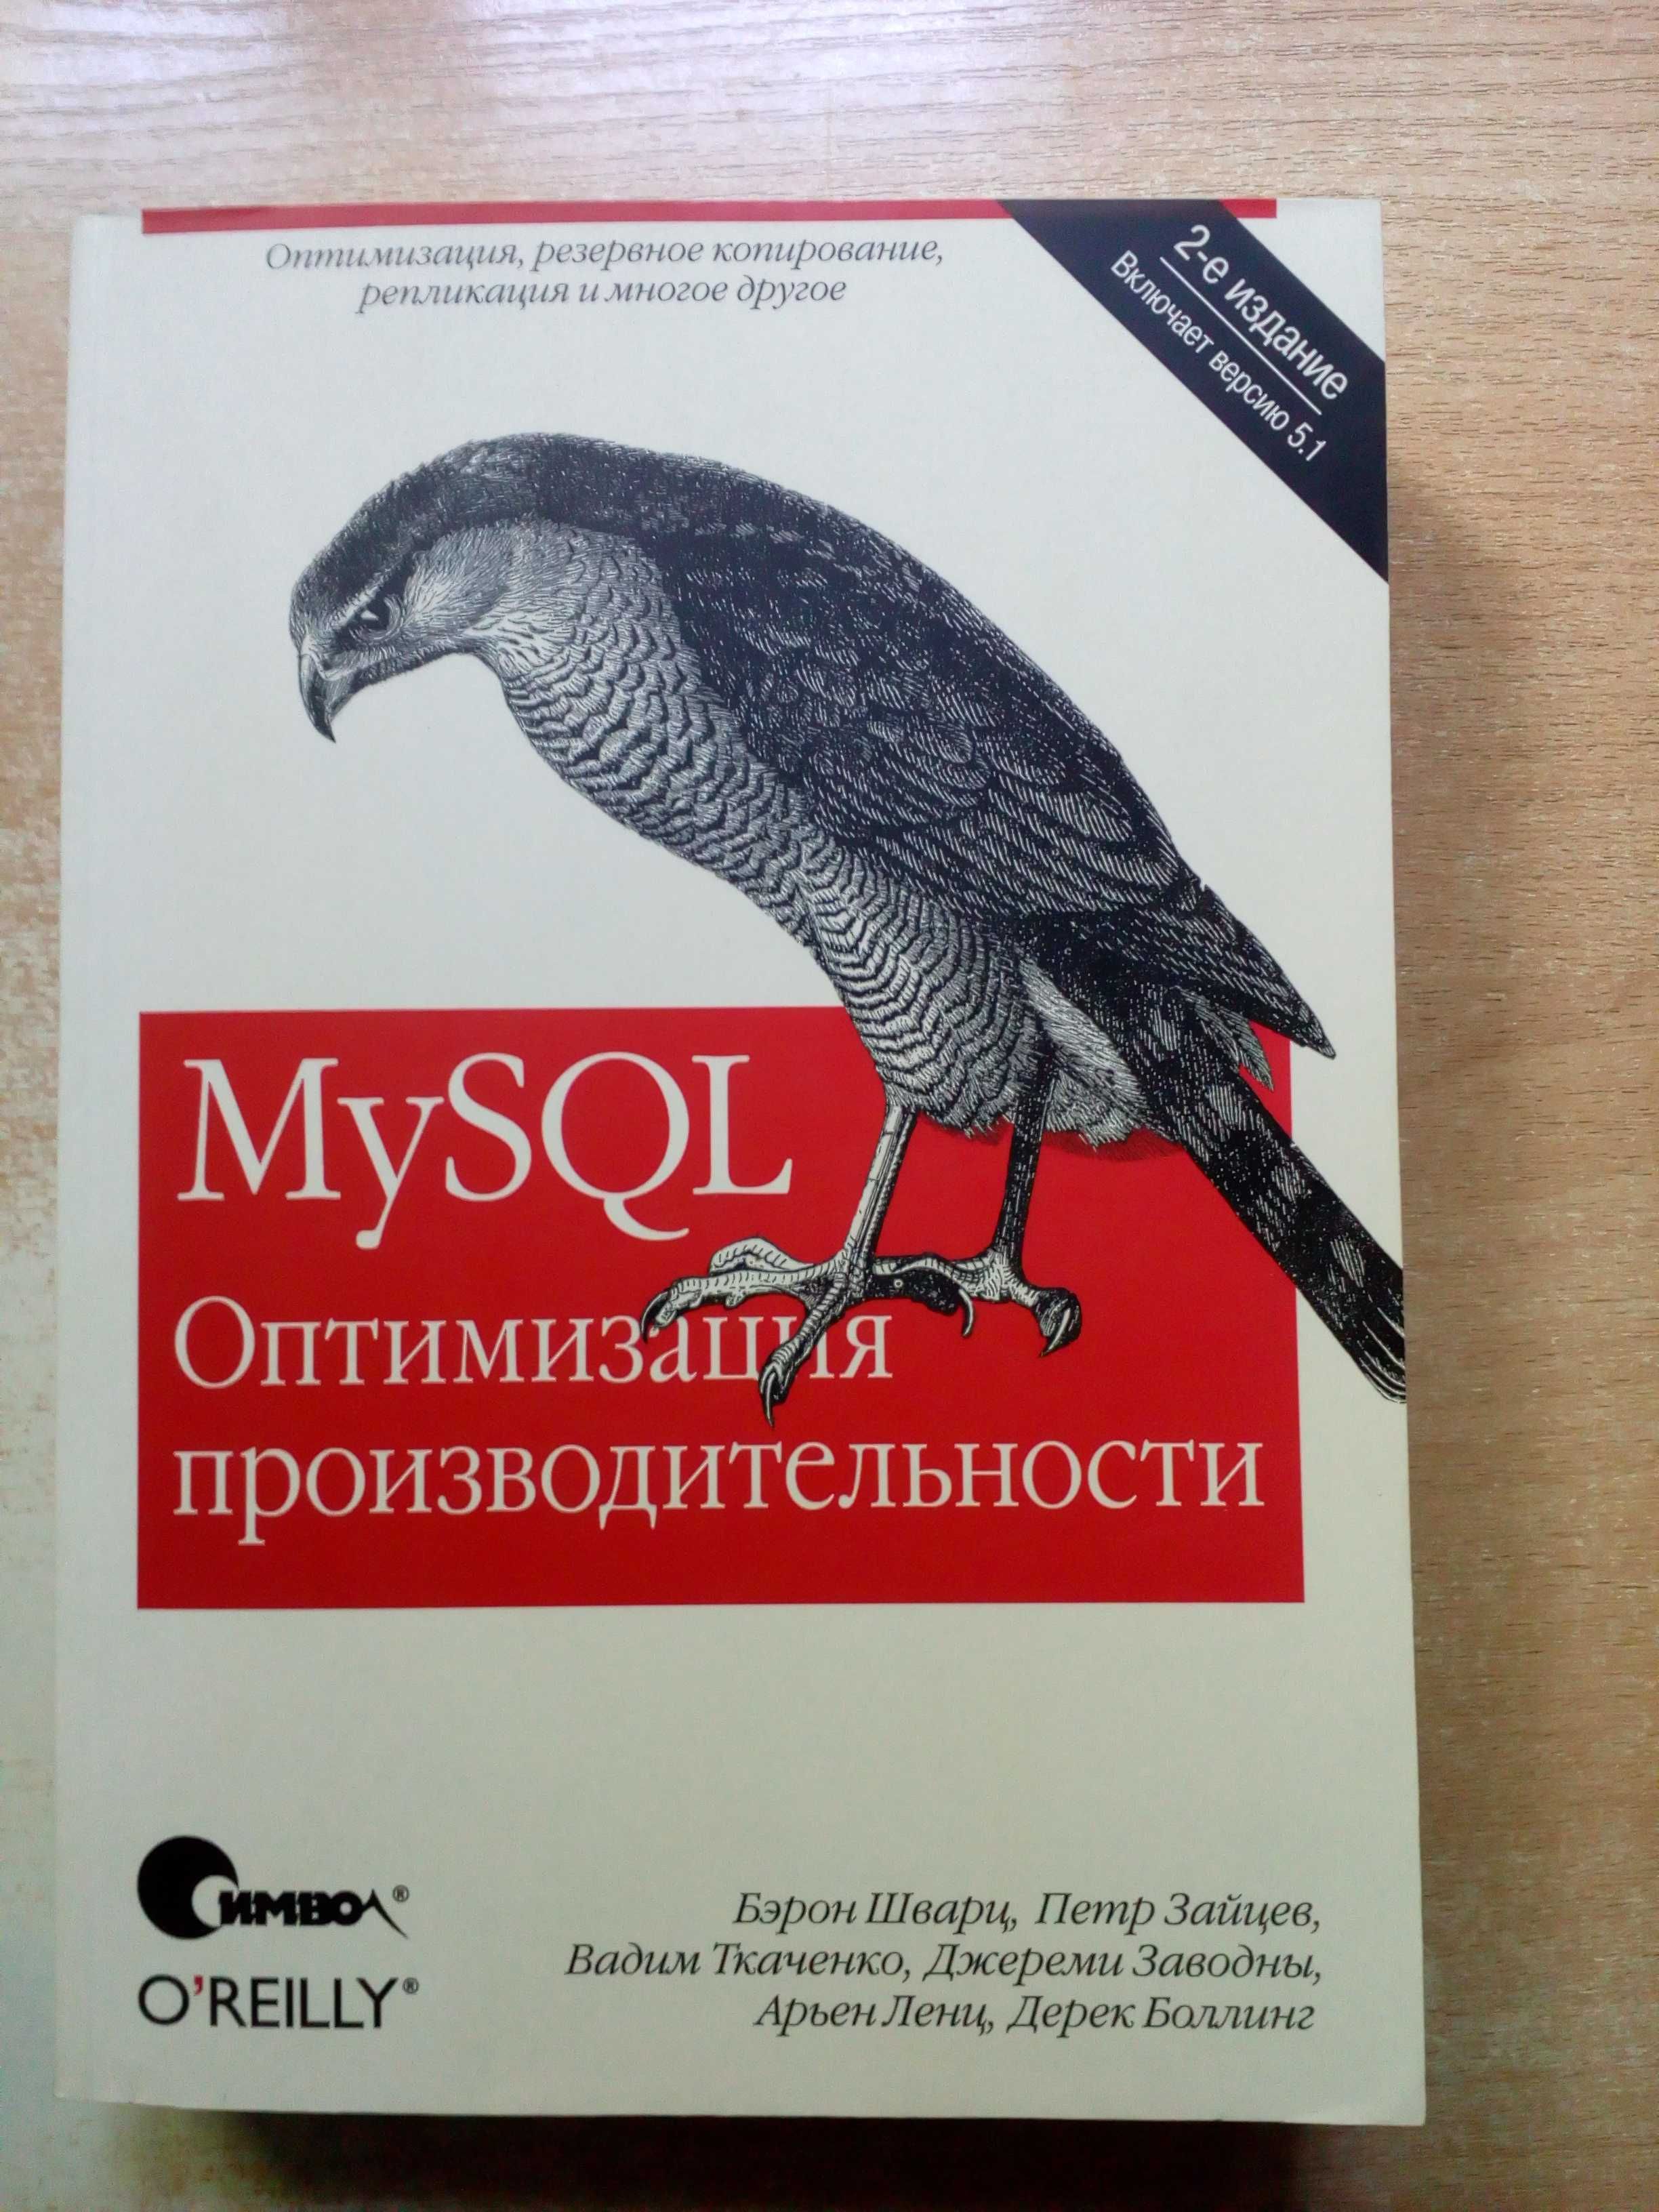 Оптимизация, резервное копирование,
репликация и многое другое
2-е издание
Включает версию 5.1
MySQL
Оптимизация
производительности
Символ®
O'REILLY®
Бэрон Шварц, Петр Зайцев,
Вадим Ткаченко, Джереми Заводны,
Арьен Ленц, Дерек Боллинг